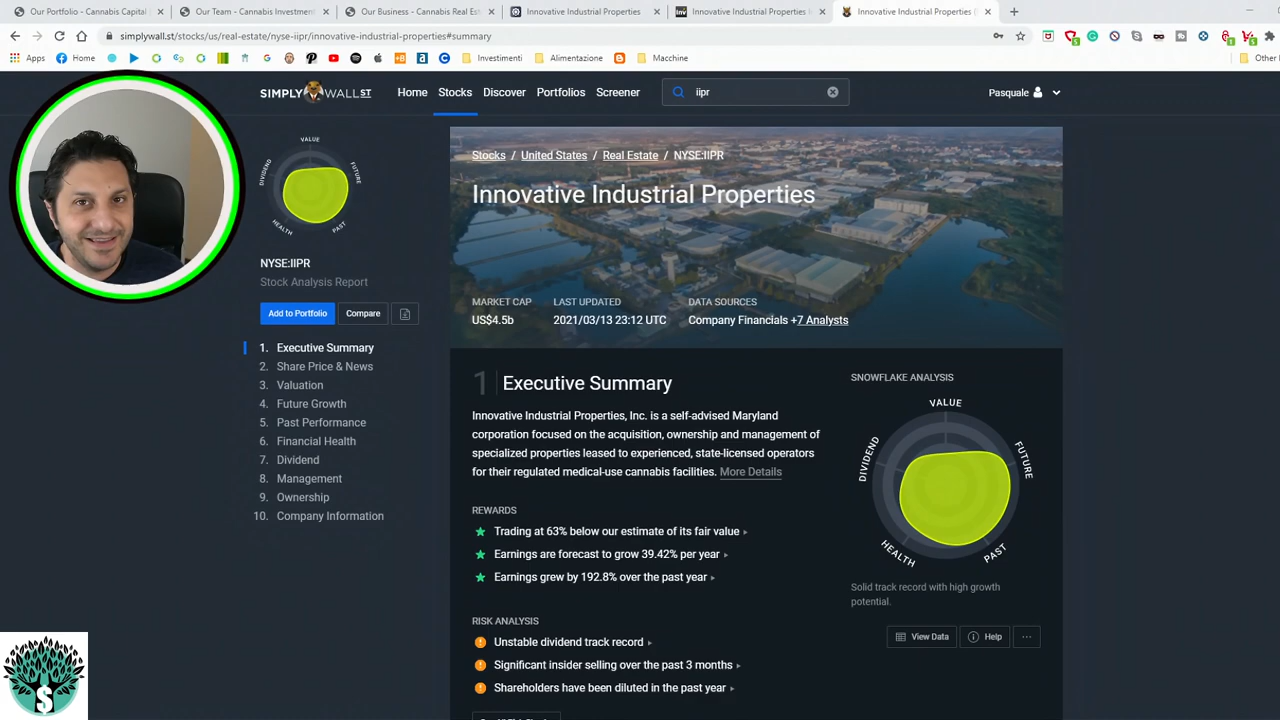 Our Portfolio - Cannabis Capital
Our Team - Cannabis Investment
Our Business - Cannabis Real Est
Innovative Industrial Properties
Innovative Industrial Properties
Innovative Industrial Properties (
simplywall.st/stocks/us/real-estate/nyse-iipr/innovative-industrial-properties#summary
Apps
Home
Investimenti
Alimentazione
Macchine
Other
SIMPLY WALL ST
Home
Stocks
Discover
Portfolios
Screener
iipr
Pasquale
VALUE
FUTURE
PAST
HEALTH
DIVIDEND
NYSE:IIPR
Stock Analysis Report
Add to Portfolio
Compare
1. Executive Summary
2. Share Price & News
3. Valuation
4. Future Growth
5. Past Performance
6. Financial Health
7. Dividend
8. Management
9. Ownership
10. Company Information
Stocks / United States / Real Estate / NYSE:IIPR
Innovative Industrial Properties
MARKET CAP
US$4.5b
LAST UPDATED
2021/03/13 23:12 UTC
DATA SOURCES
Company Financials +7 Analysts
1 Executive Summary
Innovative Industrial Properties, Inc. is a self-advised Maryland
corporation focused on the acquisition, ownership and management of
specialized properties leased to experienced, state-licensed operators
for their regulated medical-use cannabis facilities. More Details
REWARDS
Trading at 63% below our estimate of its fair value
Earnings are forecast to grow 39.42% per year
Earnings grew by 192.8% over the past year
RISK ANALYSIS
Unstable dividend track record
Significant insider selling over the past 3 months
Shareholders have been diluted in the past year
SNOWFLAKE ANALYSIS
VALUE
FUTURE
PAST
HEALTH
DIVIDEND
Solid track record with high growth
potential.
View Data
Help
$